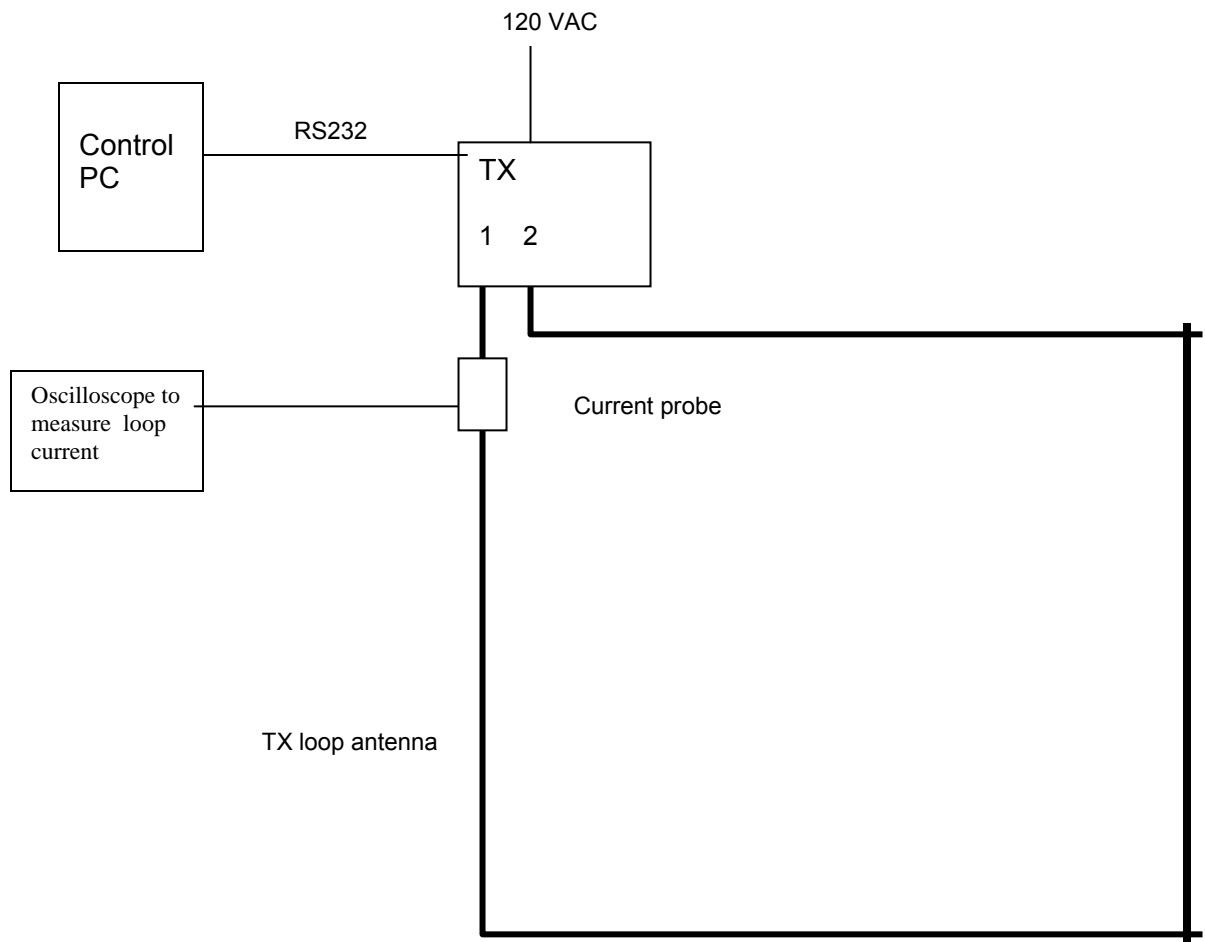 120 VAC
Control
PC
RS232
TX
1 2
Oscilloscope to
measure loop
current
Current probe
TX loop antenna